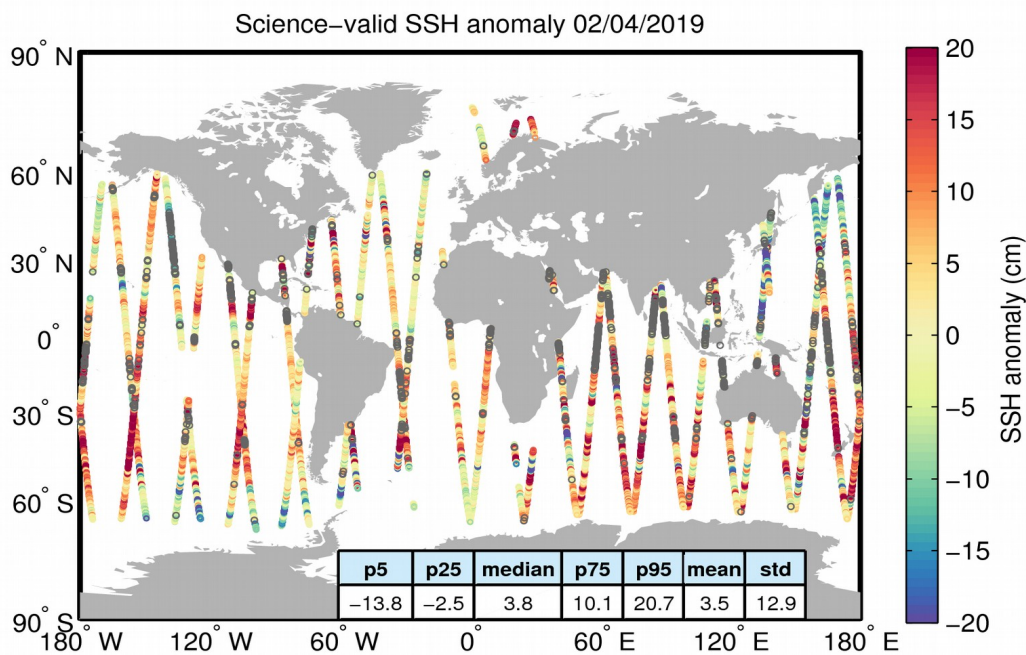 Science−valid SSH anomaly 02/04/2019
90° N
60° N
30° N
0°
30° S
60° S
90° S
180° W
120° W
60° W
0°
60° E
120° E
180° E
20
15
10
5
0
−5
−10
−15
−20
SSH anomaly (cm)
p5 p25 median p75 p95 mean std
−13.8 −2.5 3.8 10.1 20.7 3.5 12.9